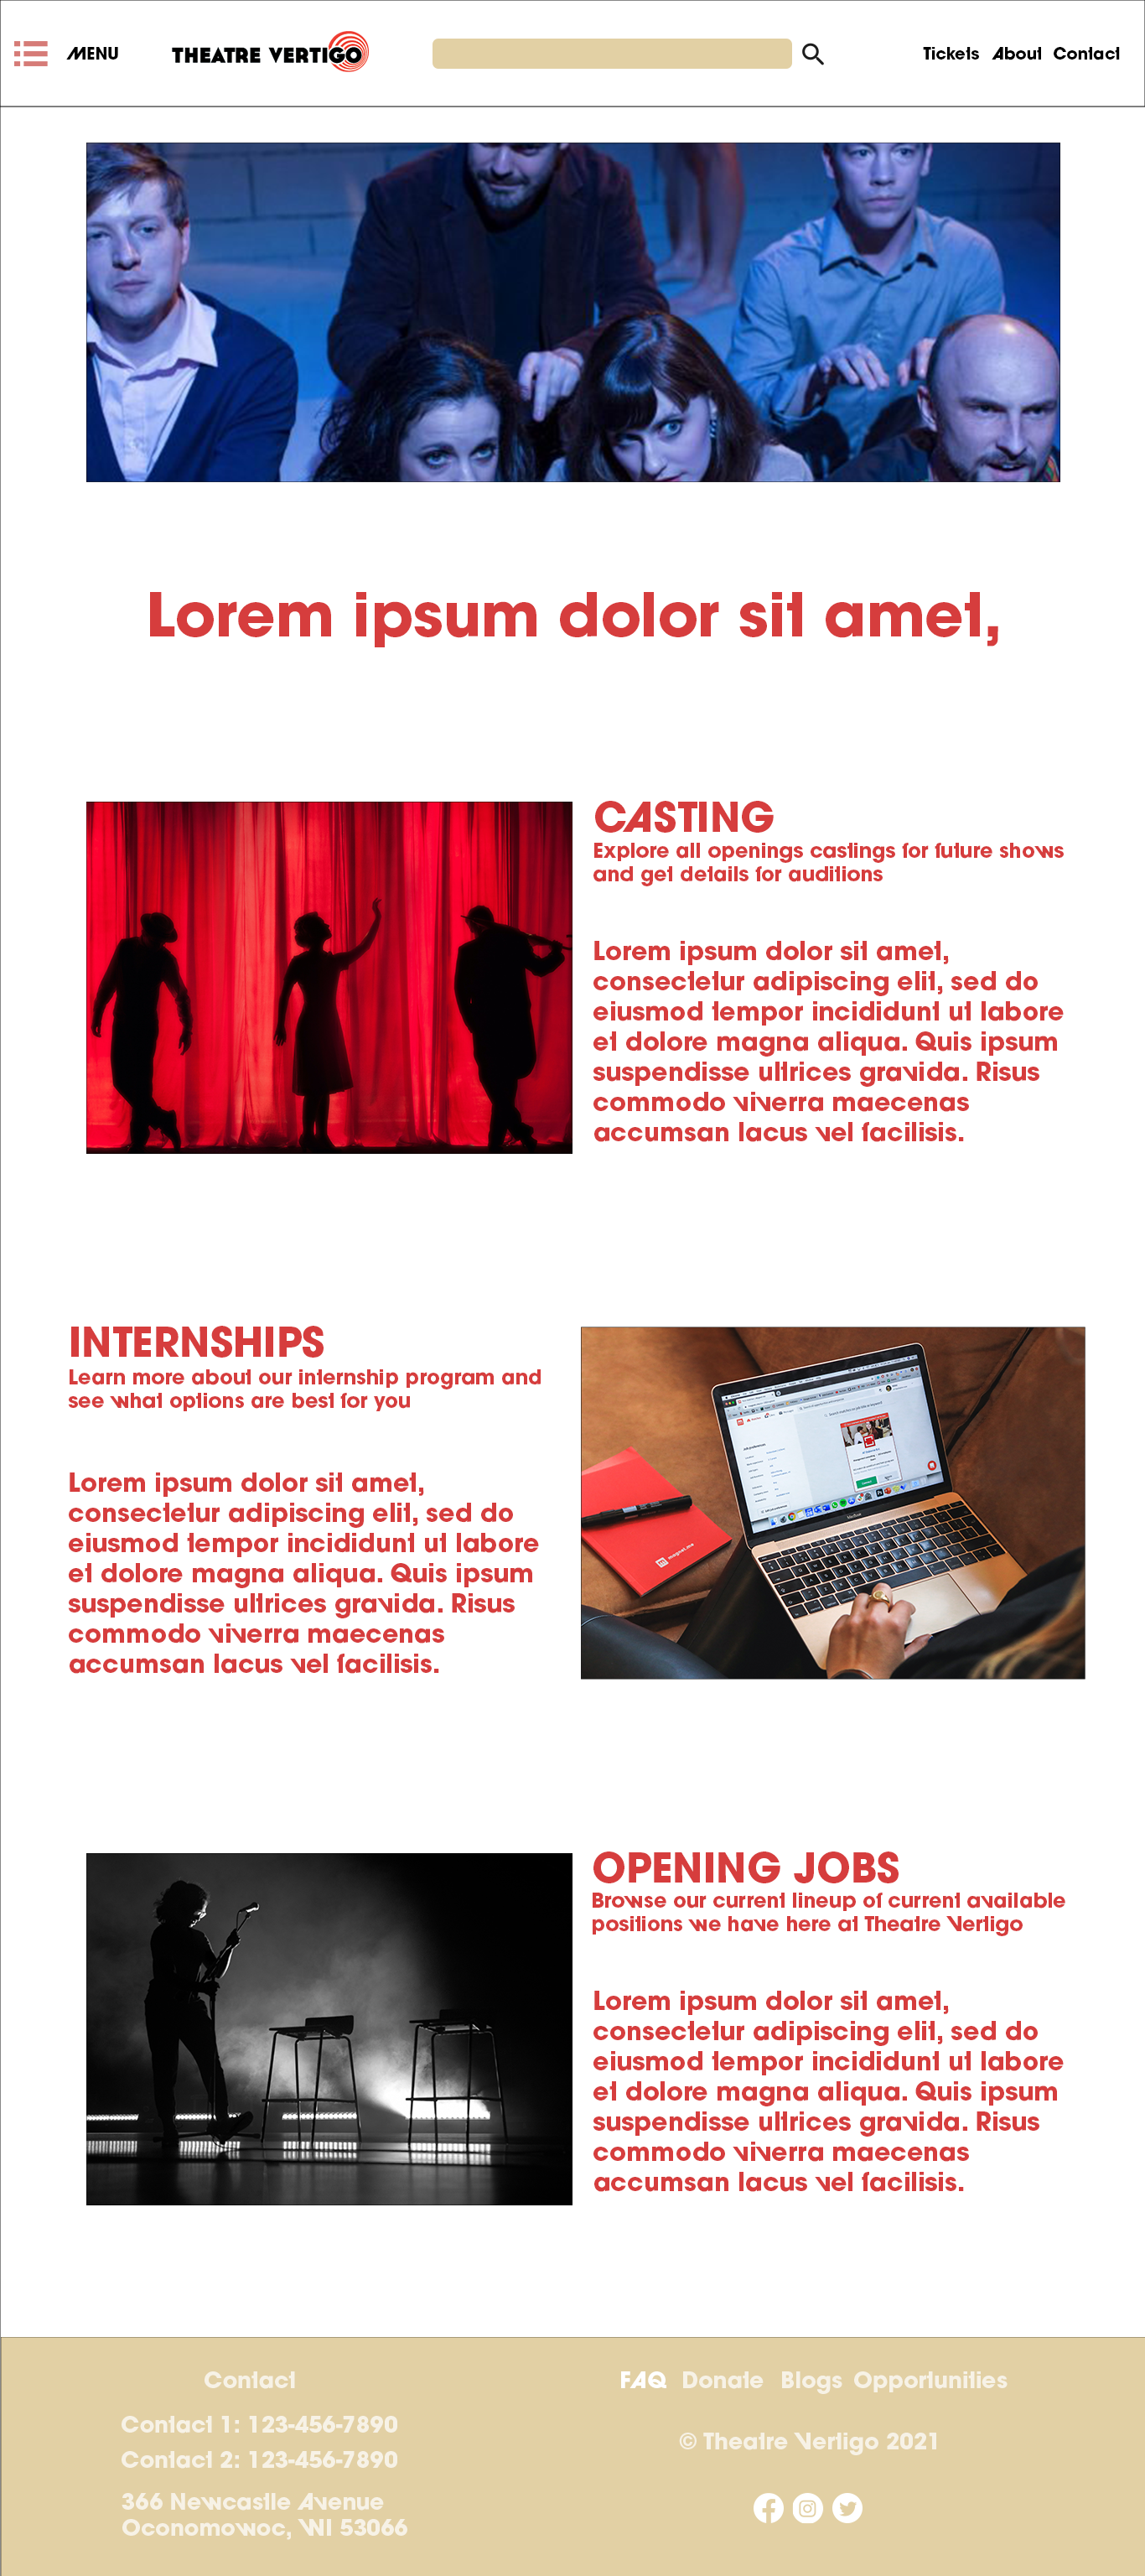 MENU
THEATRE VERTIGO
Tickets About Contact
Lorem ipsum dolor sit amet,
CASTING
Explore all openings castings for future shows
and get details for auditions
Lorem ipsum dolor sit amet,
consectetur adipiscing elit, sed do
eiusmod tempor incididunt ut labore
et dolore magna aliqua. Quis ipsum
suspendisse ultrices gravida. Risus
commodo viverra maecenas
accumsan lacus vel facilisis.
INTERNSHIPS
Learn more about our internship program and
see what options are best for you
Lorem ipsum dolor sit amet,
consectetur adipiscing elit, sed do
eiusmod tempor incididunt ut labore
et dolore magna aliqua. Quis ipsum
suspendisse ultrices gravida. Risus
commodo viverra maecenas
accumsan lacus vel facilisis.
magnet.me
OPENING JOBS
Browse our current lineup of current available
positions we have here at Theatre Vertigo
Lorem ipsum dolor sit amet,
consectetur adipiscing elit, sed do
eiusmod tempor incididunt ut labore
et dolore magna aliqua. Quis ipsum
suspendisse ultrices gravida. Risus
commodo viverra maecenas
accumsan lacus vel facilisis.
Contact
Contact 1: 123-456-7890
Contact 2: 123-456-7890
366 Newcastle Avenue
Oconomowoc, WI 53066
FAQ Donate Blogs Opportunities
© Theatre Vertigo 2021